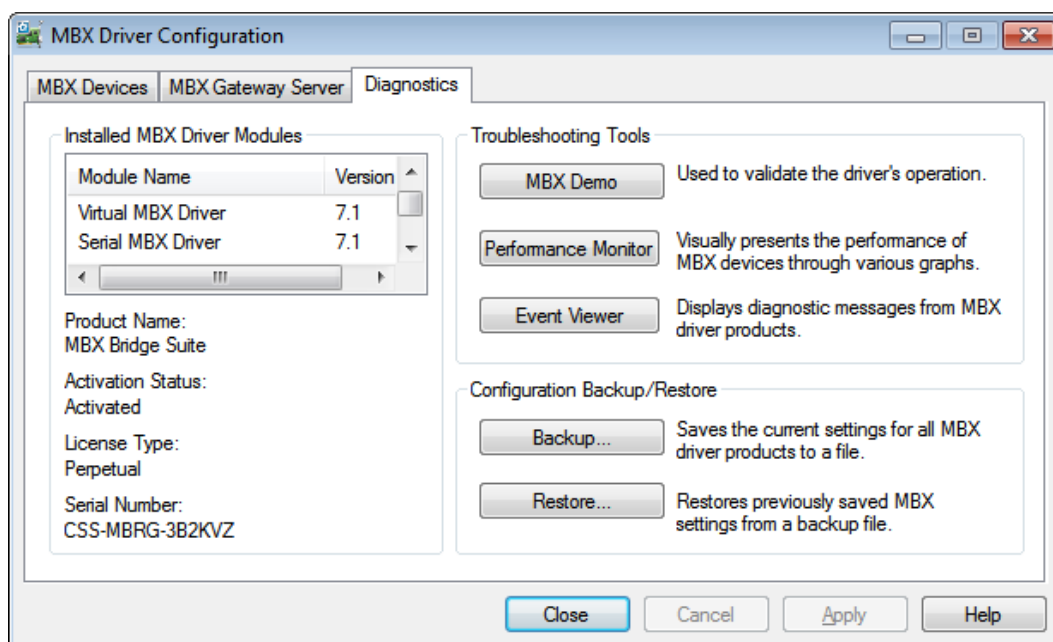 MBX Driver Configuration
MBX Devices
MBX Gateway Server
Diagnostics
Installed MBX Driver Modules
Module Name Version
Virtual MBX Driver 7.1
Serial MBX Driver 7.1
Product Name:
MBX Bridge Suite
Activation Status:
Activated
License Type:
Perpetual
Serial Number:
CSS-MBRG-3B2KVZ
Troubleshooting Tools
MBX Demo
Used to validate the driver's operation.
Performance Monitor
Visually presents the performance of
MBX devices through various graphs.
Event Viewer
Displays diagnostic messages from MBX
driver products.
Configuration Backup/Restore
Backup...
Saves the current settings for all MBX
driver products to a file.
Restore...
Restores previously saved MBX
settings from a backup file.
Close
Cancel
Apply
Help